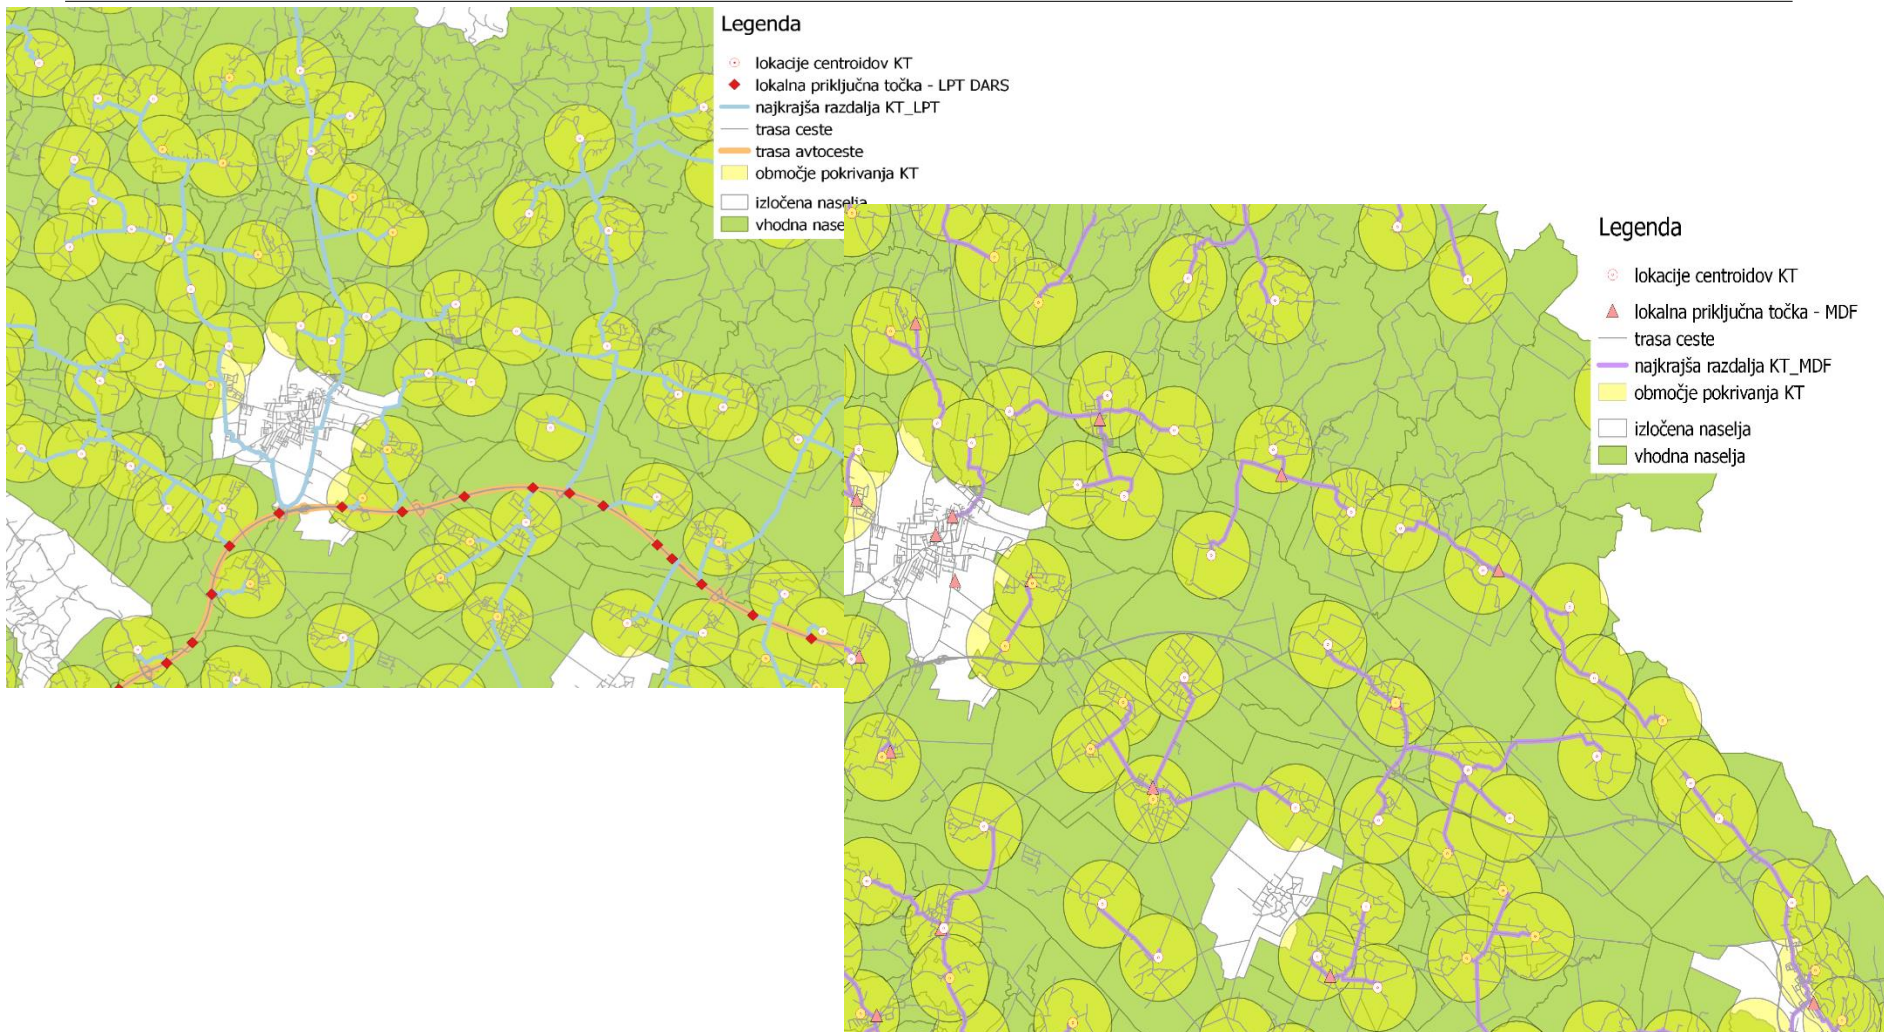 Legenda
lokacije centroidov KT
lokalna priključna točka - LPT DARS
najkrajša razdalja KT_LPT
trasa ceste
trasa avtoceste
območje pokrivanja KT
izločena naselja
vhodna nase
Legenda
lokacije centroidov KT
lokalna priključna točka - MDF
trasa ceste
najkrajša razdalja KT_MDF
območje pokrivanja KT
izločena naselja
vhodna naselja